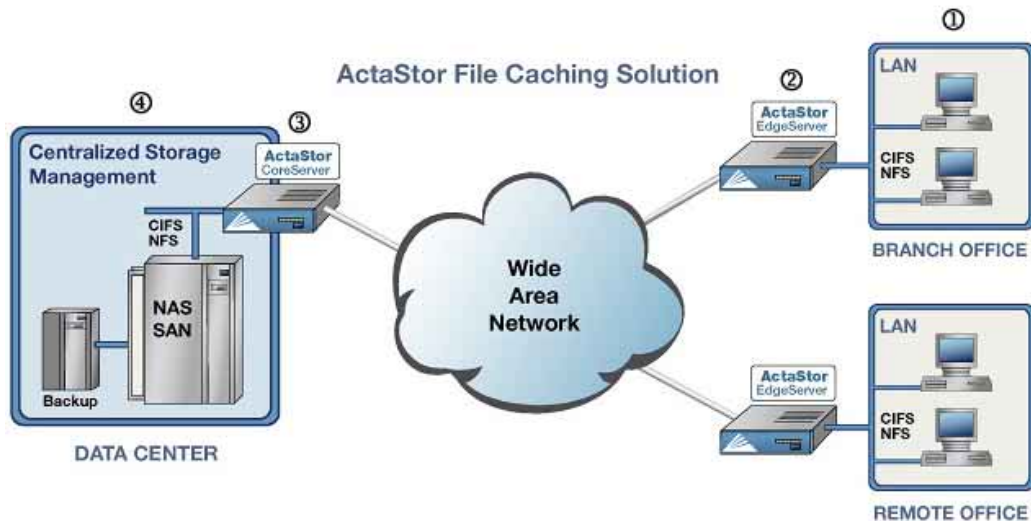 ①
ActaStor File Caching Solution
②
④
③
LAN
ActaStor
EdgeServer
Centralized Storage
Management
ActaStor
CoreServer
CIFS
NFS
CIFS
NFS
BRANCH OFFICE
Wide
Area
Network
NAS
SAN
LAN
ActaStor
EdgeServer
Backup
CIFS
NFS
DATA CENTER
REMOTE OFFICE